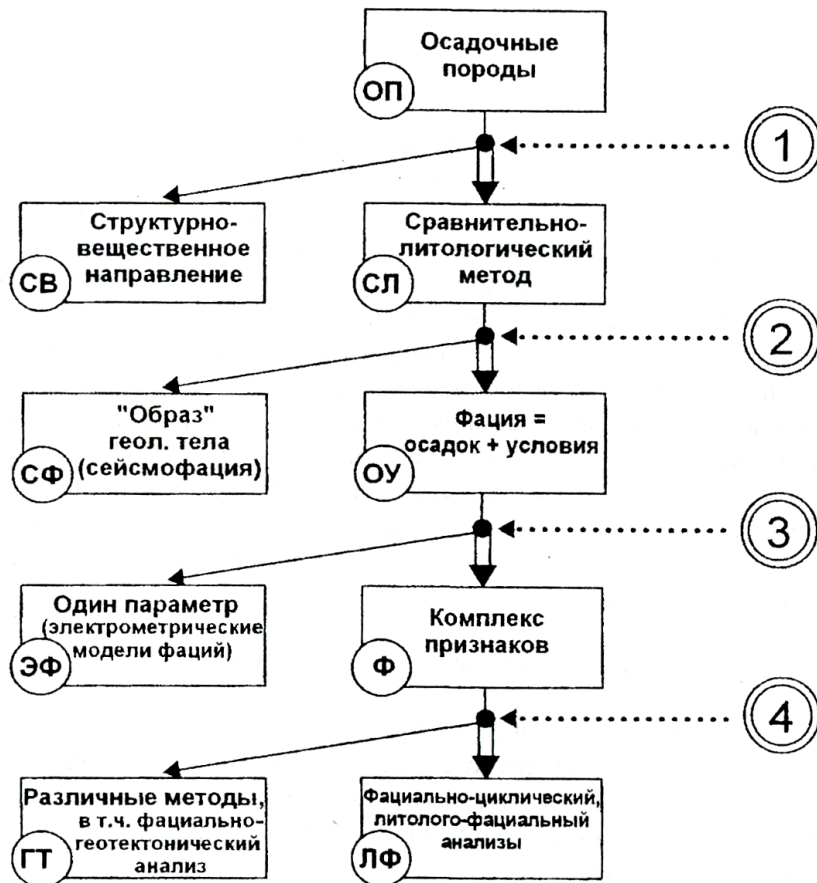 Осадочные
породы
ОП
1
Структурно-
вещественное
направление
СВ
Сравнительно-
литологический
метод
СЛ
2
"Образ"
геол. тела
(сейсмофация)
СФ
Фация =
осадок + условия
ОУ
3
Один параметр
(электрометрические
модели фаций)
ЭФ
Комплекс
признаков
Ф
4
Различные методы,
в т.ч. фациально-
геотектонический
анализ
ГТ
Фациально-циклический,
литолого-фациальный
анализы
ЛФ